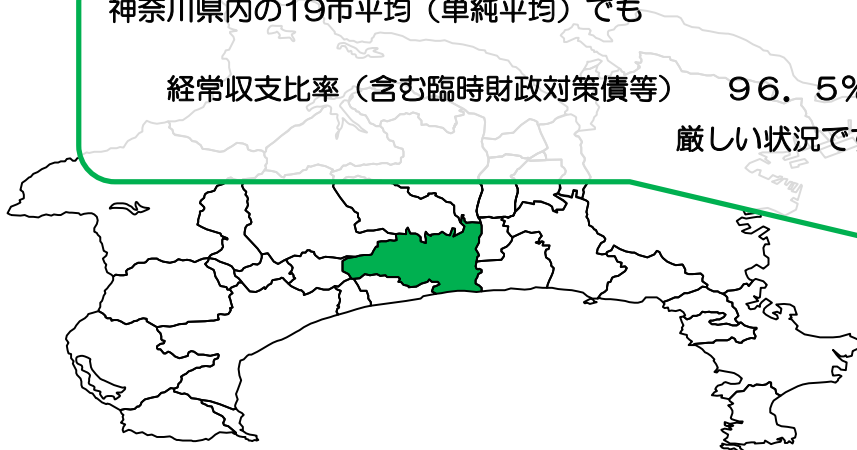 神奈川県内の19市平均（単純平均）でも
経常収支比率（含む臨時財政対策債等）　９６．５％
厳しい状況です